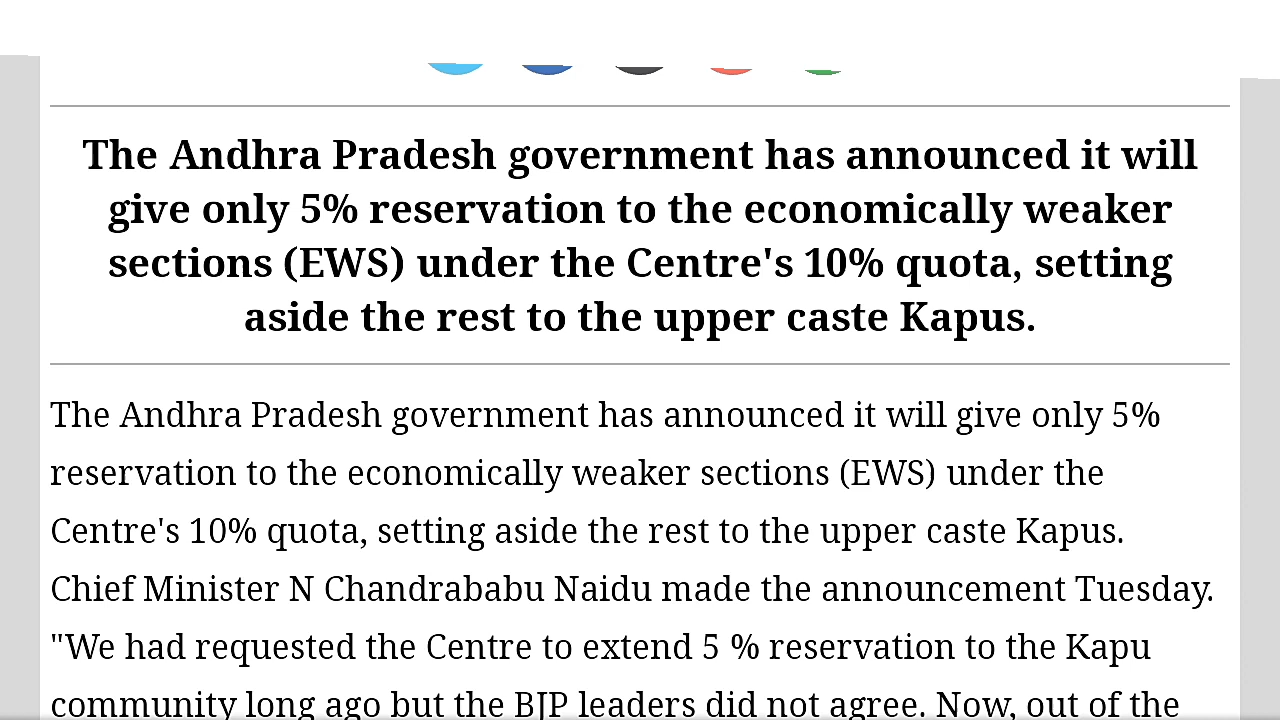 The Andhra Pradesh government has announced it will
give only 5% reservation to the economically weaker
sections (EWS) under the Centre's 10% quota, setting
aside the rest to the upper caste Kapus.
The Andhra Pradesh government has announced it will give only 5%
reservation to the economically weaker sections (EWS) under the
Centre's 10% quota, setting aside the rest to the upper caste Kapus.
Chief Minister N Chandrababu Naidu made the announcement Tuesday.
"We had requested the Centre to extend 5 % reservation to the Kapu
community long ago but the BJP leaders did not agree. Now, out of the